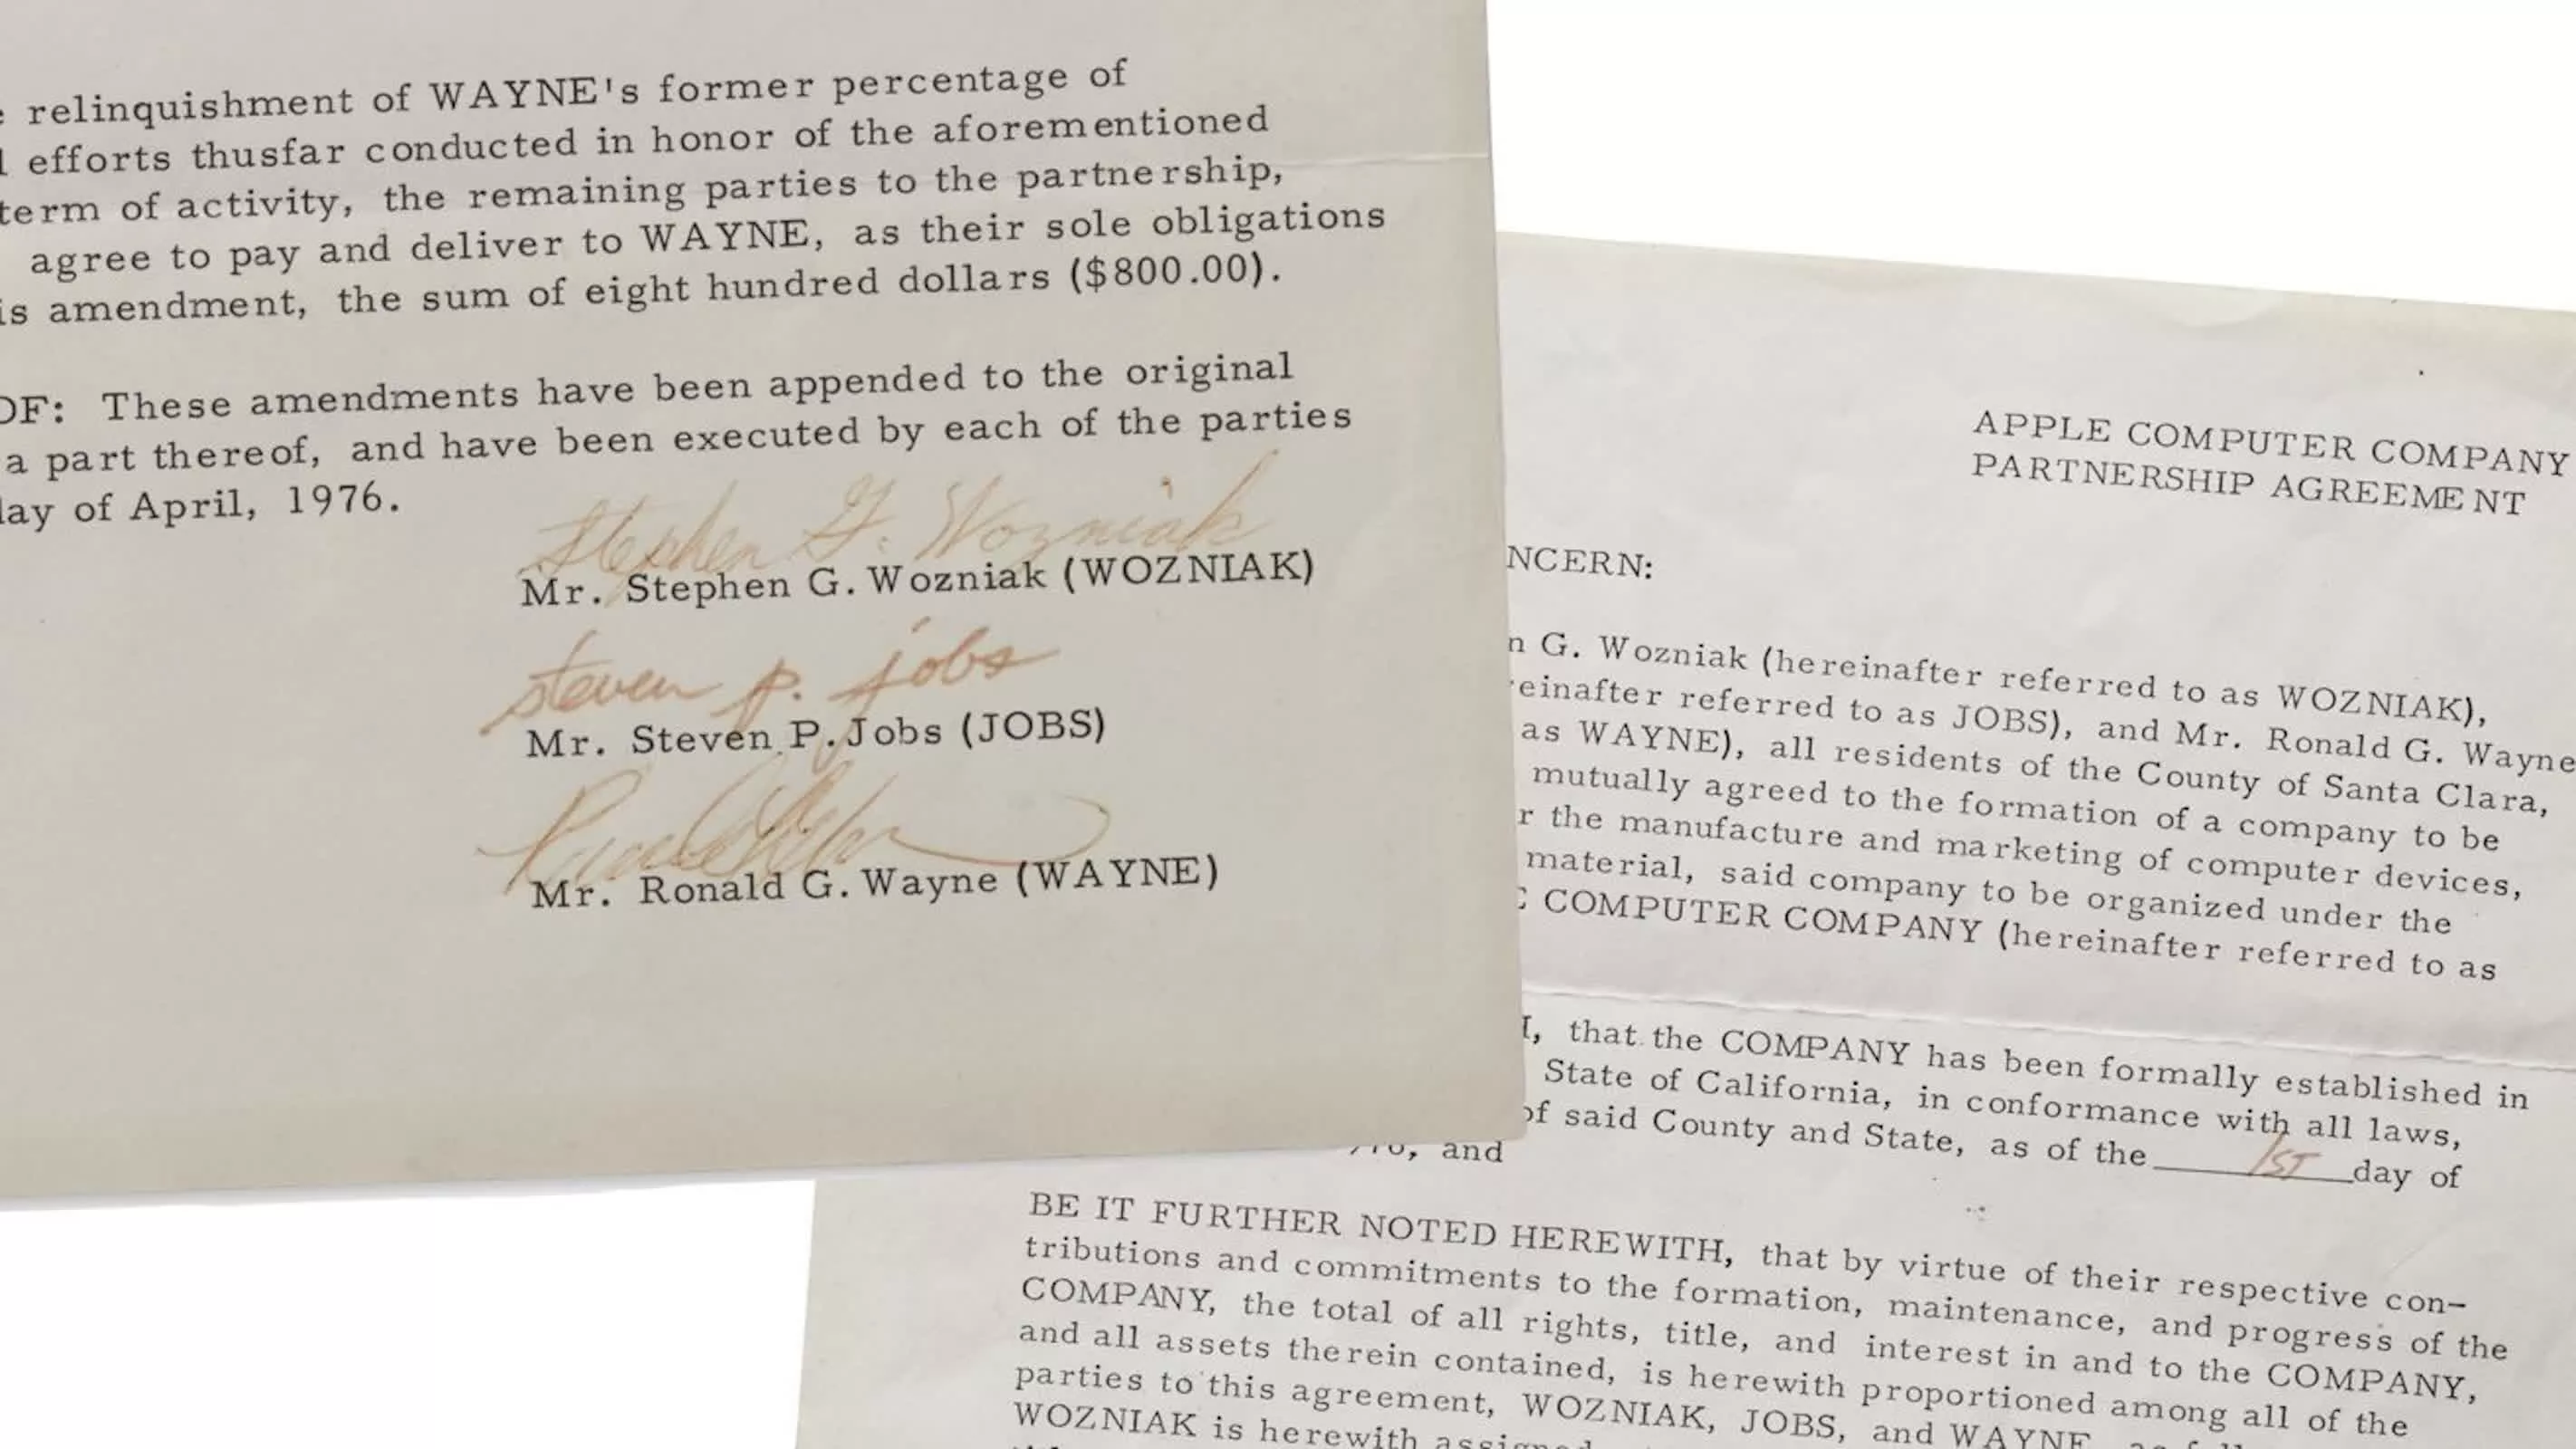 relinquishment of WAYNE's former percentage of
efforts thusfar conducted in honor of the aforementioned
term of activity, the remaining parties to the partnership,
agree to pay and deliver to WAYNE, as their sole obligations
is amendment, the sum of eight hundred dollars ($800.00).
OF: These amendments have been appended to the original
a part thereof, and have been executed by each of the parties
day of April, 1976.
Stephen G. Wozniak
Mr. Stephen G. Wozniak (WOZNIAK)
steven p. jobs
Mr. Steven P. Jobs (JOBS)
Mr. Ronald G. Wayne (WAYNE)
APPLE COMPUTER COMPANY
PARTNERSHIP AGREEMENT
NCERN:
n G. Wozniak (hereinafter referred to as WOZNIAK),
einafter referred to as JOBS), and Mr. Ronald G. Wayne
as WAYNE), all residents of the County of Santa Clara,
mutually agreed to the formation of a company to be
r the manufacture and marketing of computer devices,
material, said company to be organized under the
COMPUTER COMPANY (hereinafter referred to as
, that the COMPANY has been formally established in
State of California, in conformance with all laws,
of said County and State, as of the 1ST day of
, and
BE IT FURTHER NOTED HEREWITH, that by virtue of their respective con-
tributions and commitments to the formation, maintenance, and progress of the
COMPANY, the total of all rights, title, and interest in and to the COMPANY,
and all assets therein contained, is herewith proportioned among all of the
parties to this agreement, WOZNIAK, JOBS, and WAYNE
WOZNIAK is herewith assigned